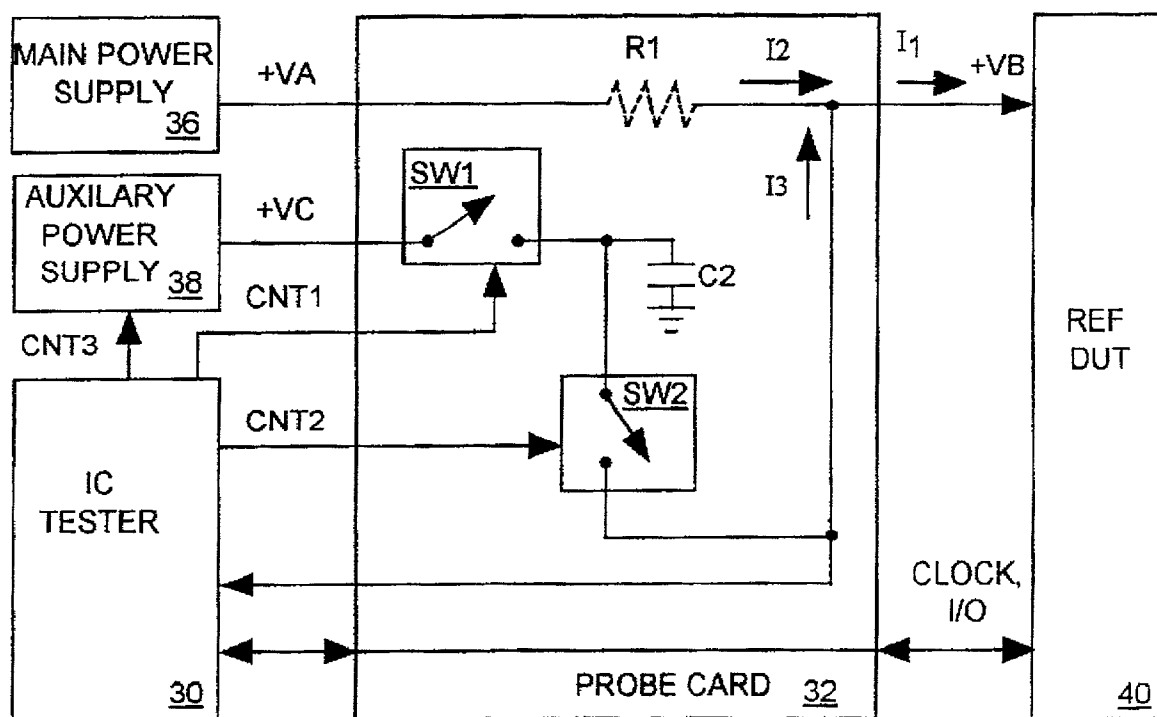 MAIN POWER
SUPPLY
36
+VA
R1
I2
I1
+VB
AUXILARY
POWER
SUPPLY
38
+VC
SW1
I3
C2
CNT1
CNT3
REF
DUT
SW2
CNT2
IC
TESTER
30
CLOCK,
I/O
PROBE CARD
32
40